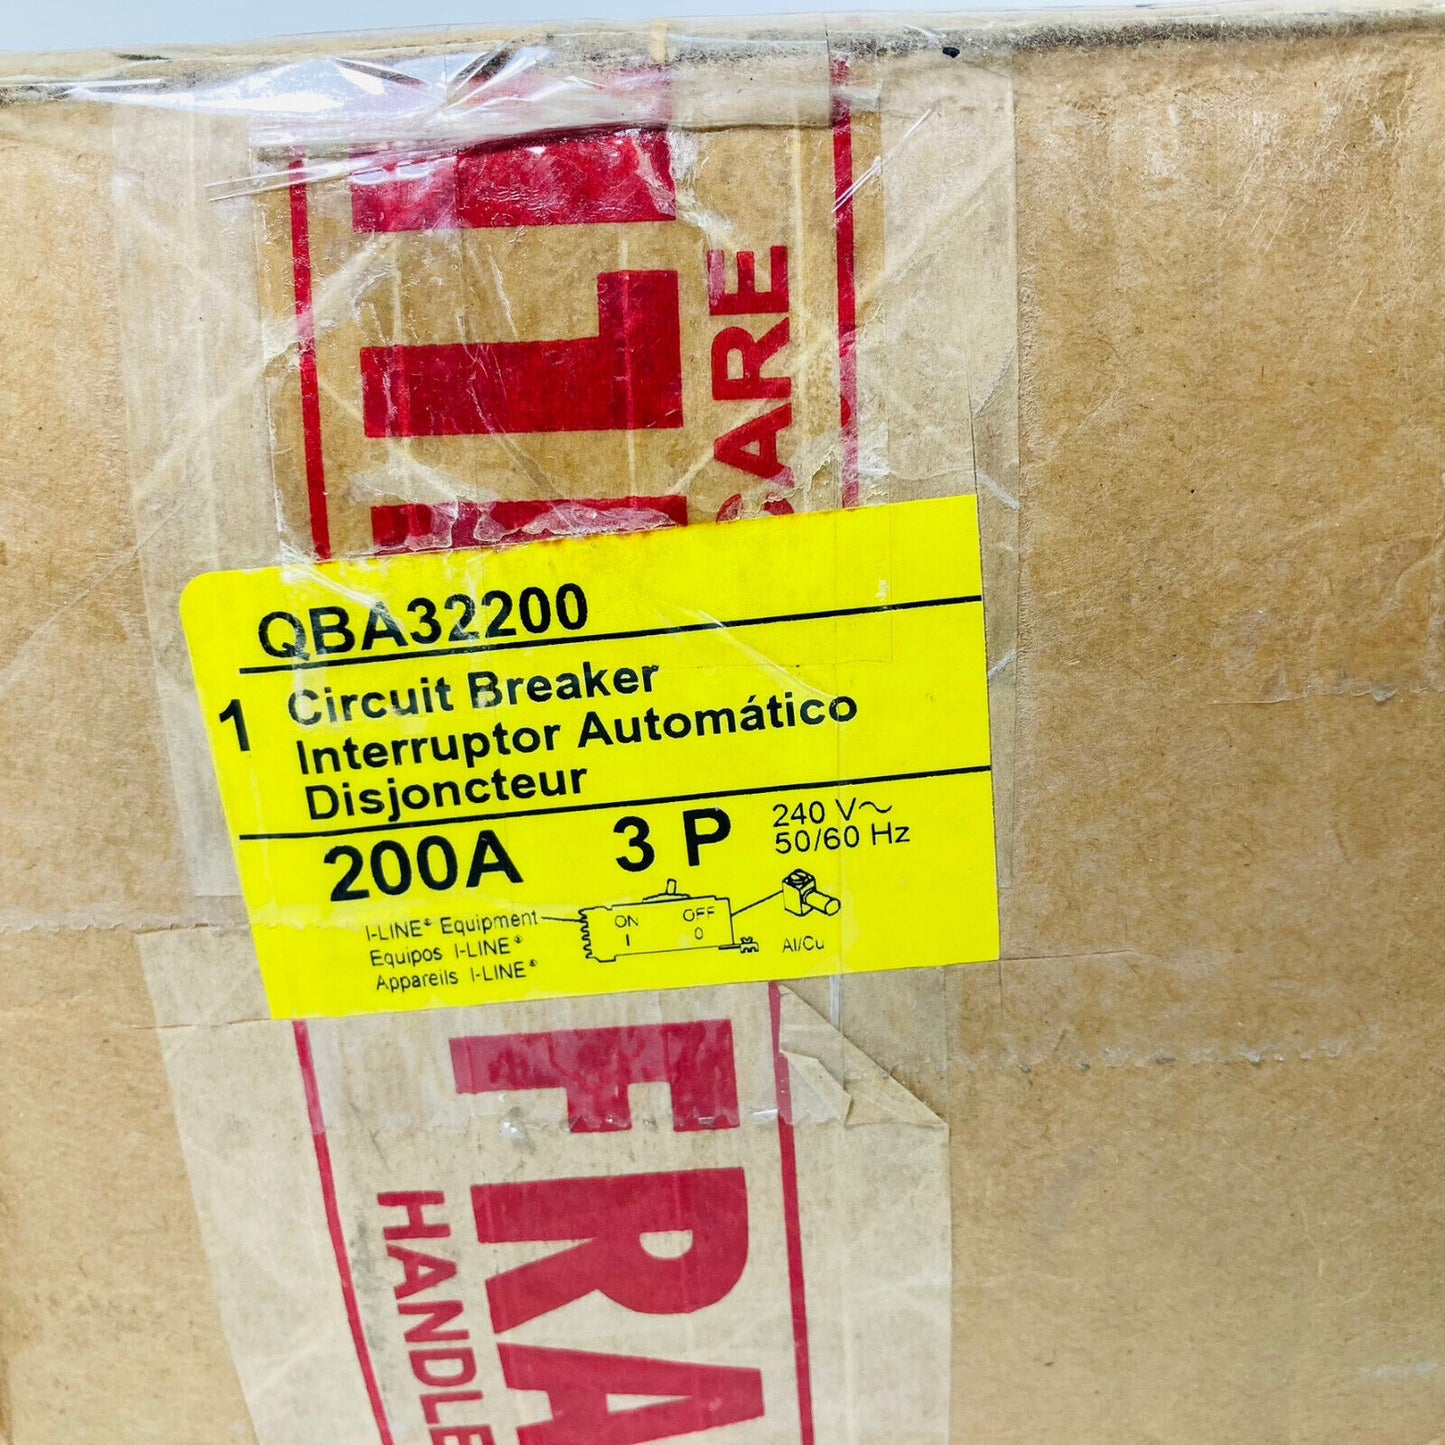 CARE
QBA32200
1
Circuit Breaker
Interruptor Automático
Disjoncteur
200A 3 P
240 V~
50/60 Hz
I-LINE® Equipment
Equipos I-LINE®
Appareils I-LINE®
ON OFF
I 0
Al/Cu
FRA
HANDLE